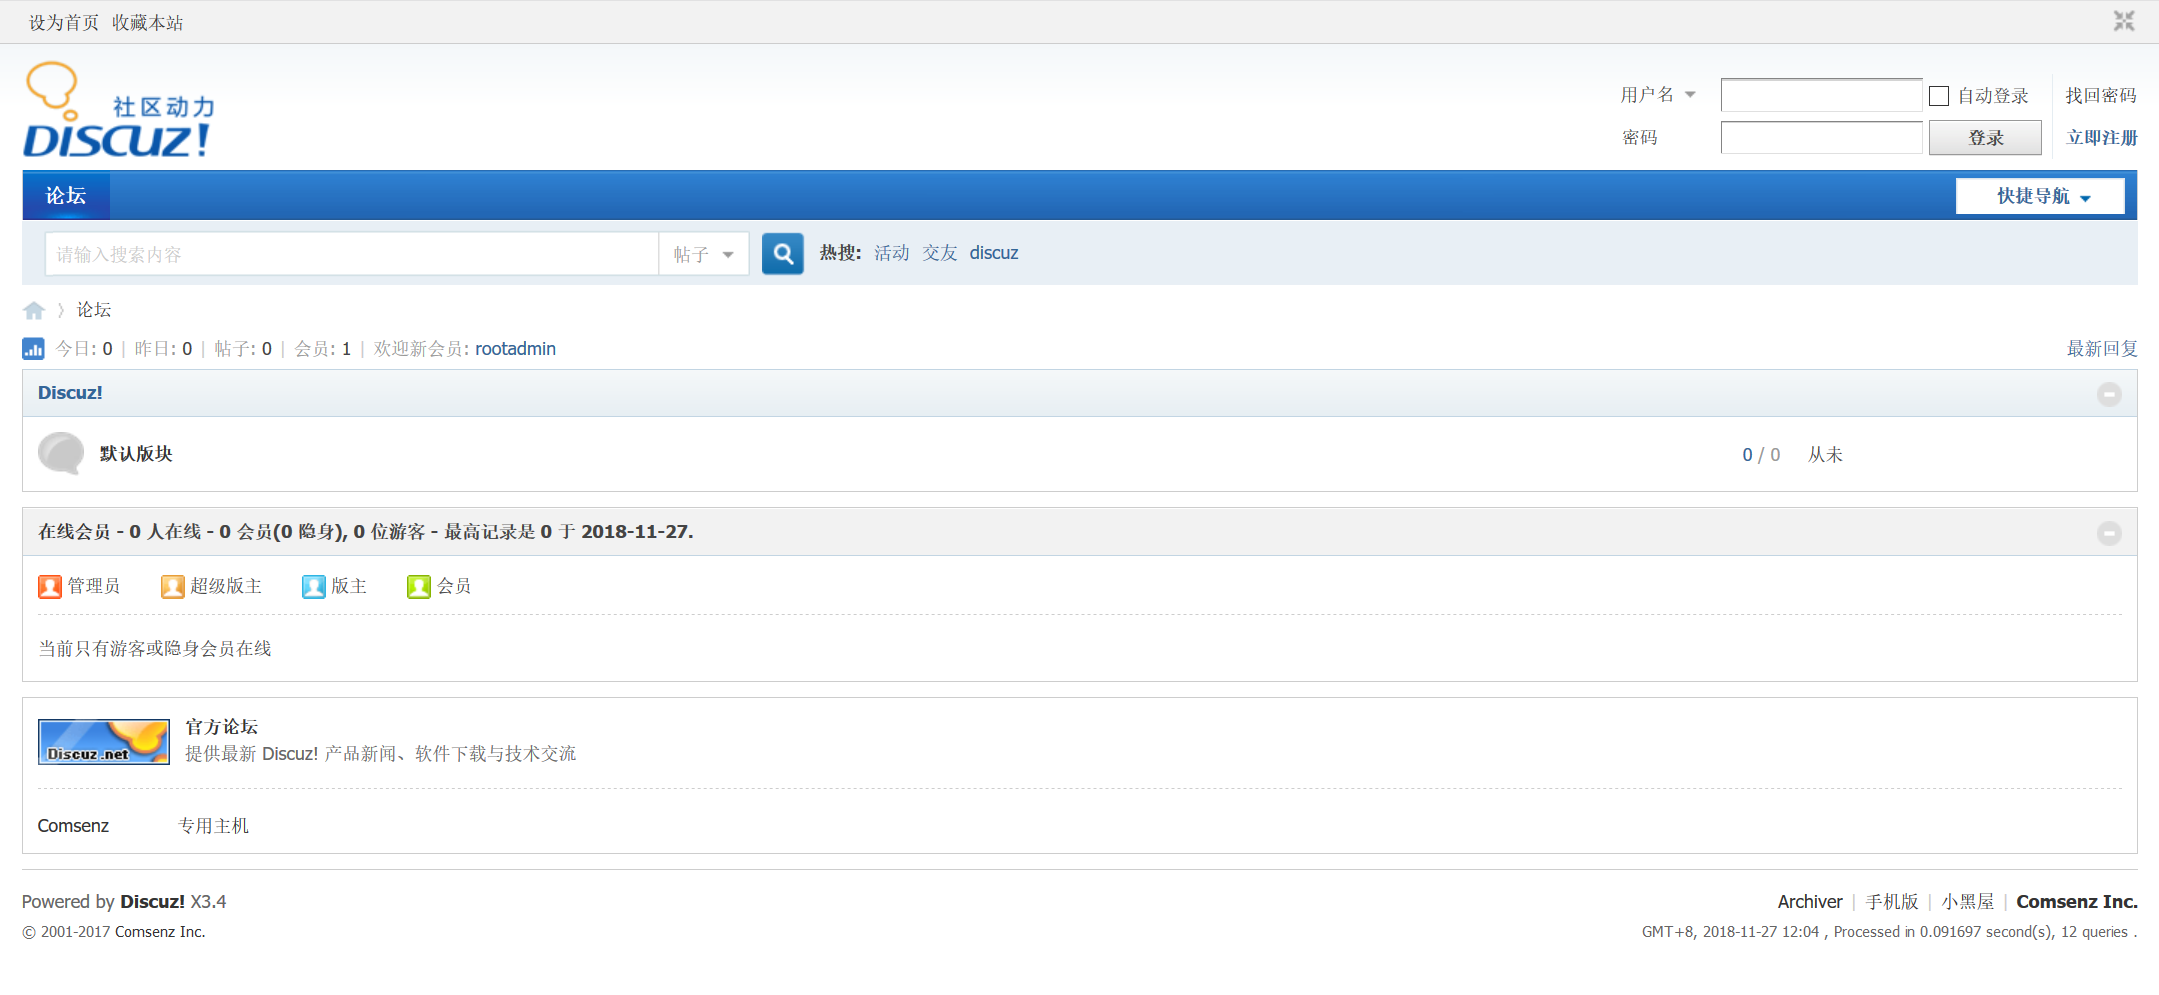 设为首页 收藏本站
社区动力
DISCUZ!
用户名 自动登录 找回密码
密码 登录 立即注册
论坛 快捷导航
请输入搜索内容 帖子 热搜: 活动 交友 discuz
〉 论坛
今日: 0 | 昨日: 0 | 帖子: 0 | 会员: 1 | 欢迎新会员: rootadmin 最新回复
Discuz!
默认版块 0 / 0 从未
在线会员 - 0 人在线 - 0 会员(0 隐身), 0 位游客 - 最高记录是 0 于 2018-11-27.
管理员 超级版主 版主 会员
当前只有游客或隐身会员在线
Discuz.net
官方论坛
提供最新 Discuz! 产品新闻、软件下载与技术交流
Comsenz 专用主机
Powered by Discuz! X3.4 Archiver | 手机版 | 小黑屋 | Comsenz Inc.
© 2001-2017 Comsenz Inc. GMT+8, 2018-11-27 12:04 , Processed in 0.091697 second(s), 12 queries .